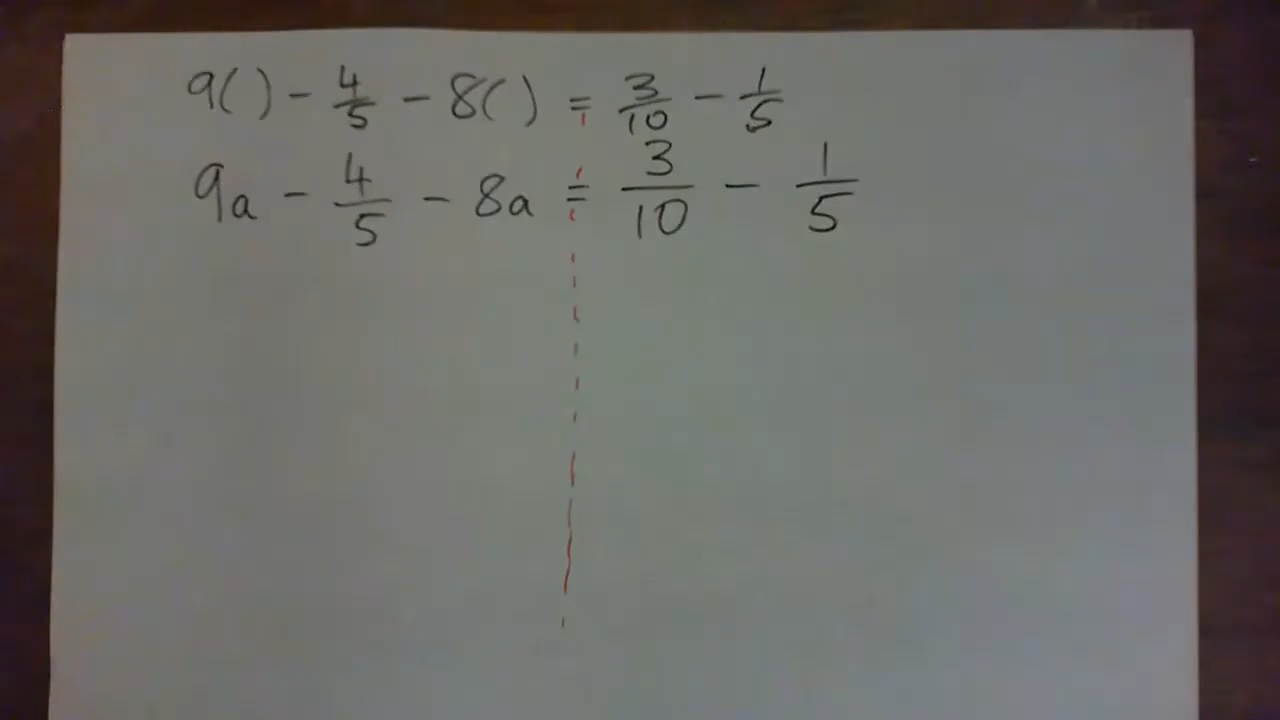 9( ) - 4/5 - 8( ) = 3/10 - 1/5
9a - 4/5 - 8a = 3/10 - 1/5